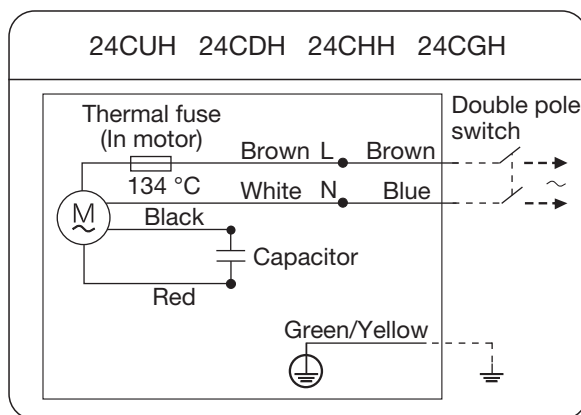 24CUH 24CDH 24CHH 24CGH
Thermal fuse
(In motor)
Double pole
switch
Brown L Brown
134 °C
White N Blue
M
Black
Capacitor
Red
Green/Yellow